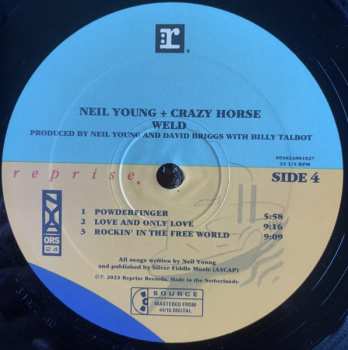 r
NEIL YOUNG + CRAZY HORSE
WELD
PRODUCED BY NEIL YOUNG AND DAVID BRIGGS WITH BILLY TALBOT
33 1/3 RPM
reprise
SIDE 4
ORS
1 POWDERFINGER 5:58
2 LOVE AND ONLY LOVE 9:16
3 ROCKIN' IN THE FREE WORLD 9:09
All songs written by Neil Young
and published by Silver Fiddle Music (ASCAP)
Reprise Records. Made in the Netherlands.
SOURCE
MASTERED FROM
DIGITAL